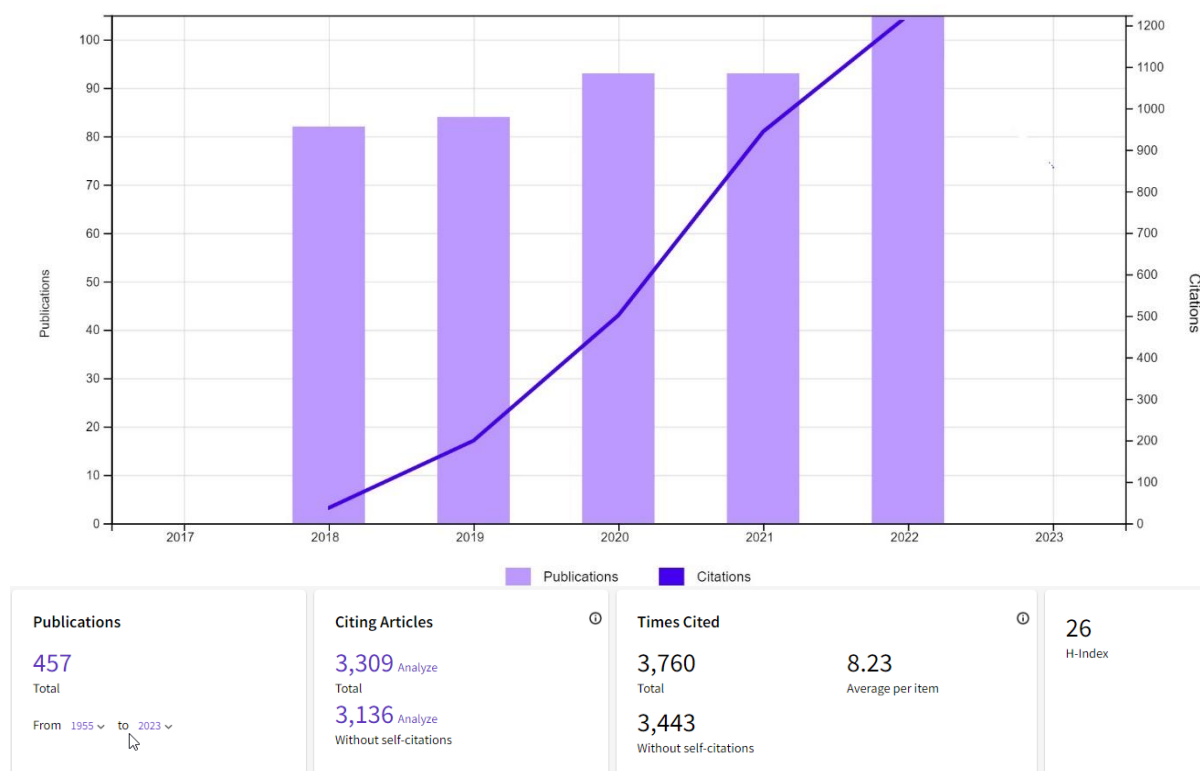 Publications
100
90
80
70
60
50
40
30
20
10
0
1200
1100
1000
900
800
700
600
500
400
300
200
100
0
Citations
2017 2018 2019 2020 2021 2022 2023
Publications Citations
Publications
457
Total
From 1955 to 2023
Citing Articles
3,309 Analyze
Total
3,136 Analyze
Without self-citations
Times Cited
3,760
Total
8.23
Average per item
3,443
Without self-citations
26
H-Index